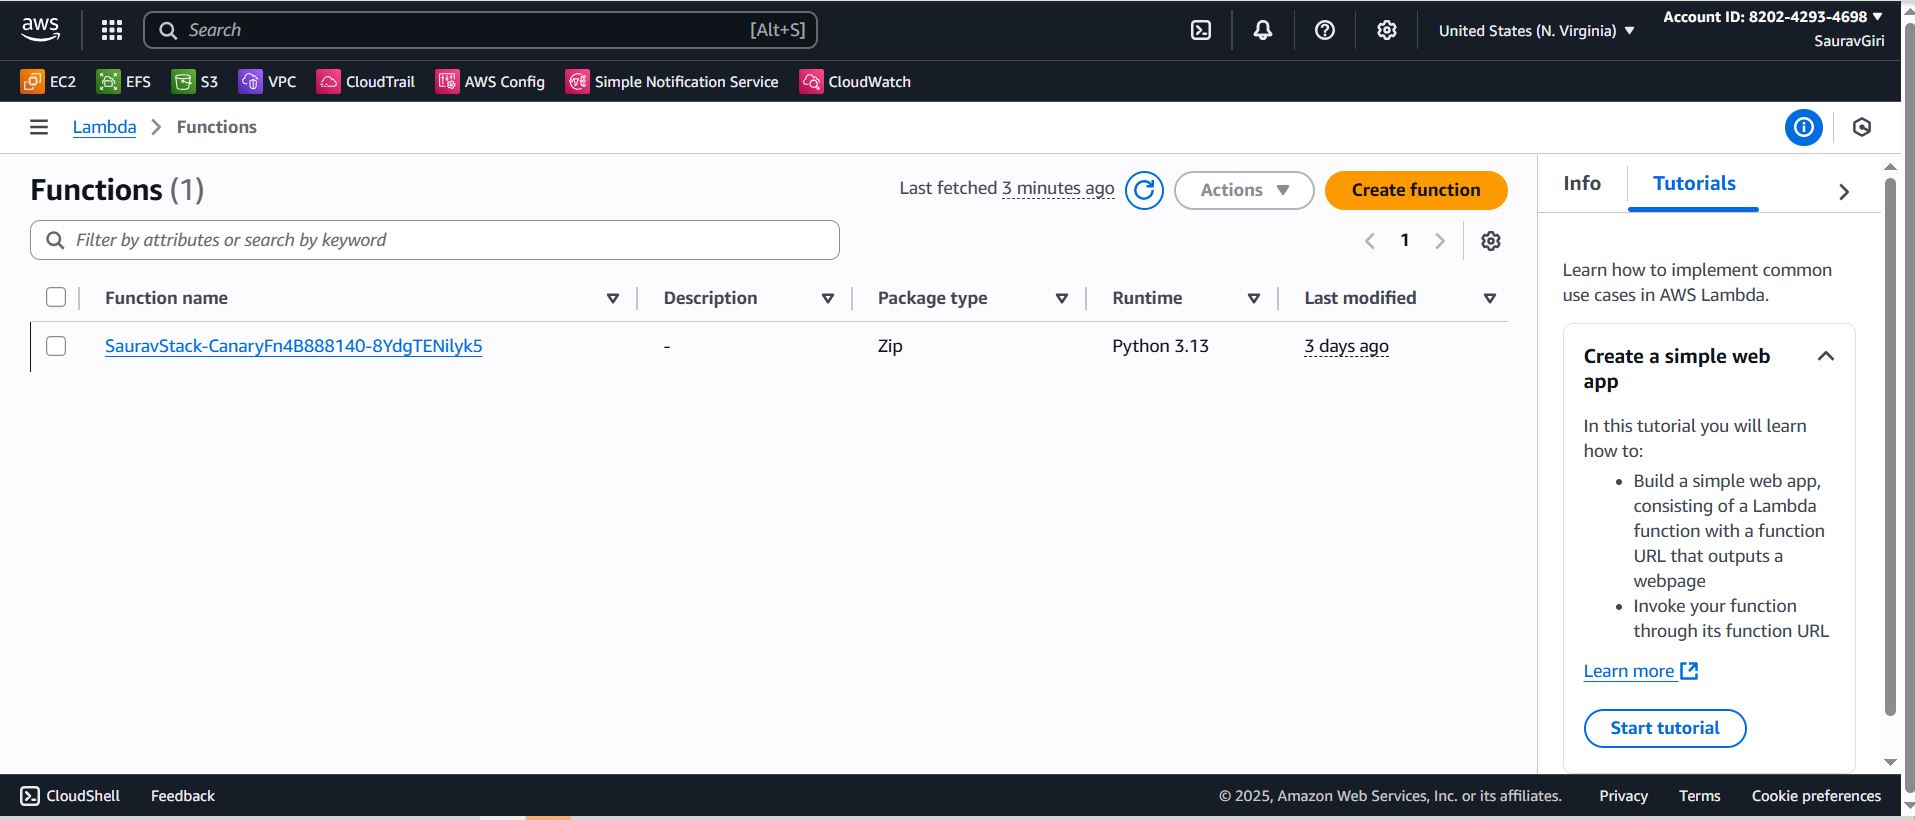 aws
Search [Alt+S]
United States (N. Virginia)
Account ID: 8202-4293-4698
SauravGiri
EC2 EFS S3 VPC CloudTrail AWS Config Simple Notification Service CloudWatch
Lambda Functions
Functions (1)
Last fetched 3 minutes ago
Actions
Create function
Filter by attributes or search by keyword
1
Function name Description Package type Runtime Last modified
SauravStack-CanaryFn4B888140-8YdgTENilyk5 - Zip Python 3.13 3 days ago
Info Tutorials
Learn how to implement common
use cases in AWS Lambda.
Create a simple web
app
In this tutorial you will learn
how to:
• Build a simple web app,
consisting of a Lambda
function with a function
URL that outputs a
webpage
• Invoke your function
through its function URL
Learn more
Start tutorial
CloudShell Feedback © 2025, Amazon Web Services, Inc. or its affiliates. Privacy Terms Cookie preferences